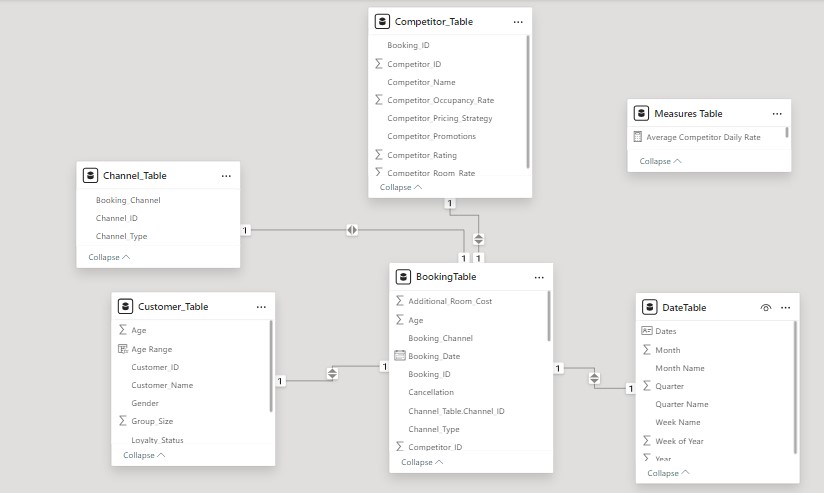 Competitor_Table
Booking_ID
Competitor_ID
Competitor_Name
Competitor_Occupancy_Rate
Competitor_Pricing_Strategy
Competitor_Promotions
Competitor_Rating
Competitor_Room_Rate
Collapse
Measures Table
Average Competitor Daily Rate
Collapse
Channel_Table
Booking_Channel
Channel_ID
Channel_Type
Collapse
1
1
1
1
BookingTable
Additional_Room_Cost
Age
Booking_Channel
Booking_Date
Booking_ID
Cancellation
Channel_Table.Channel_ID
Channel_Type
Competitor_ID
Collapse
Customer_Table
Age
Age Range
Customer_ID
Customer_Name
Gender
Group_Size
Loyalty_Status
Collapse
1
1
1
1
DateTable
Dates
Month
Month Name
Quarter
Quarter Name
Week Name
Week of Year
Year
Collapse